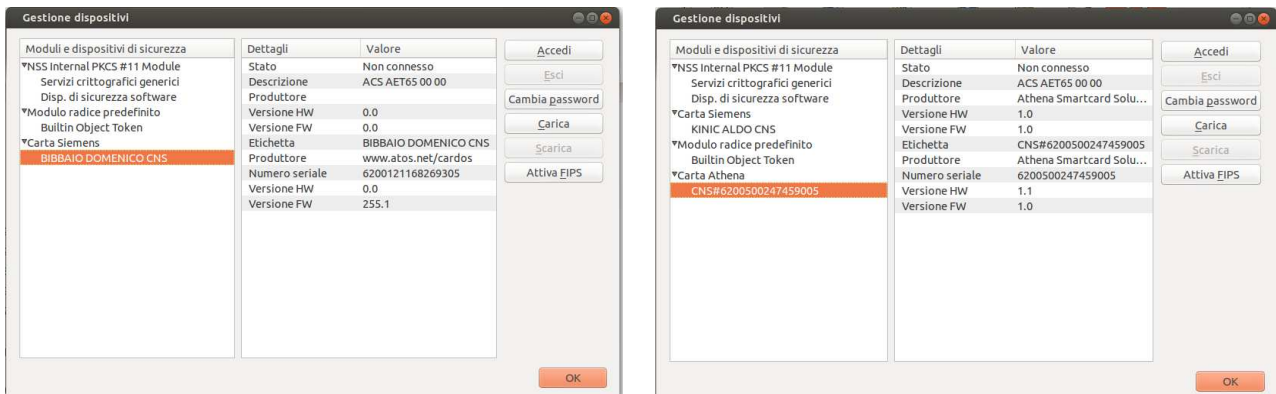 Gestione dispositivi
Moduli e dispositivi di sicurezza
NSS Internal PKCS #11 Module
Servizi crittografici generici
Disp. di sicurezza software
Modulo radice predefinito
Builtin Object Token
Carta Siemens
BIBBAIO DOMENICO CNS
Dettagli Valore
Stato Non connesso
Descrizione ACS AET65 00 00
Produttore
Versione HW 0.0
Versione FW 0.0
Etichetta BIBBAIO DOMENICO CNS
Produttore www.atos.net/cardos
Numero seriale 6200121168269305
Versione HW 0.0
Versione FW 255.1
Accedi
Esci
Cambia password
Carica
Scarica
Attiva FIPS
OK
Gestione dispositivi
Moduli e dispositivi di sicurezza
NSS Internal PKCS #11 Module
Servizi crittografici generici
Disp. di sicurezza software
Carta Siemens
KINIC ALDO CNS
Modulo radice predefinito
Builtin Object Token
Carta Athena
CNS#6200500247459005
Dettagli Valore
Stato Non connesso
Descrizione ACS AET65 00 00
Produttore Athena Smartcard Solu...
Versione HW 1.0
Versione FW 1.0
Etichetta CNS#6200500247459005
Produttore Athena Smartcard Solu...
Numero seriale 6200500247459005
Versione HW 1.1
Versione FW 1.0
Accedi
Esci
Cambia password
Carica
Scarica
Attiva FIPS
OK